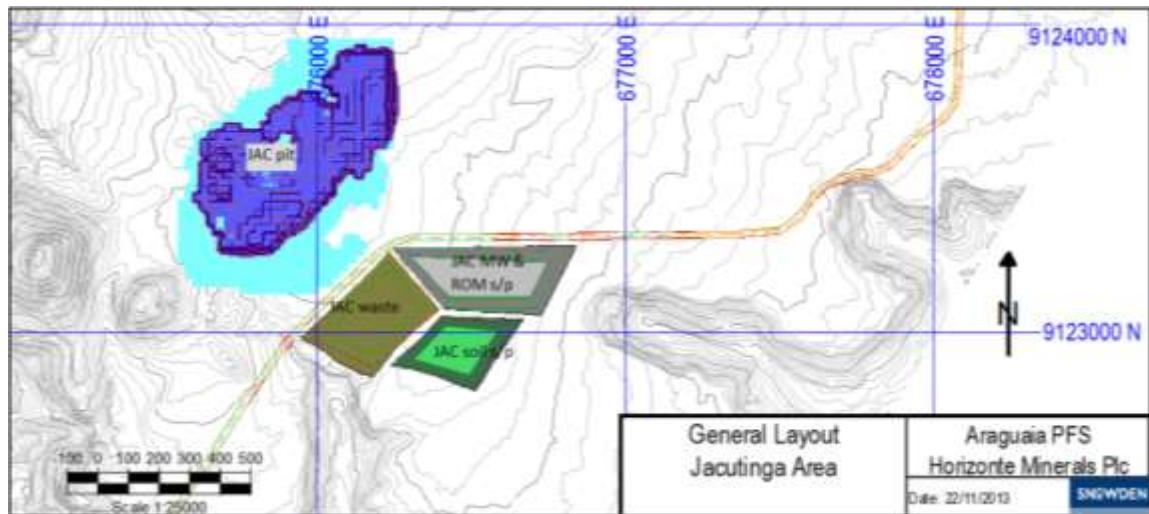 676000 E
677000 E
678000 E
9124000 N
JAC pit
JAC MW &
ROM s/p
JAC waste
JAC soil s/p
N
9123000 N
100 0 100 200 300 400 500
Scale 1:25000
General Layout
Jacutinga Area
Araguaia PFS
Horizonte Minerals Plc
Date: 22/11/2013
SNOWDEN